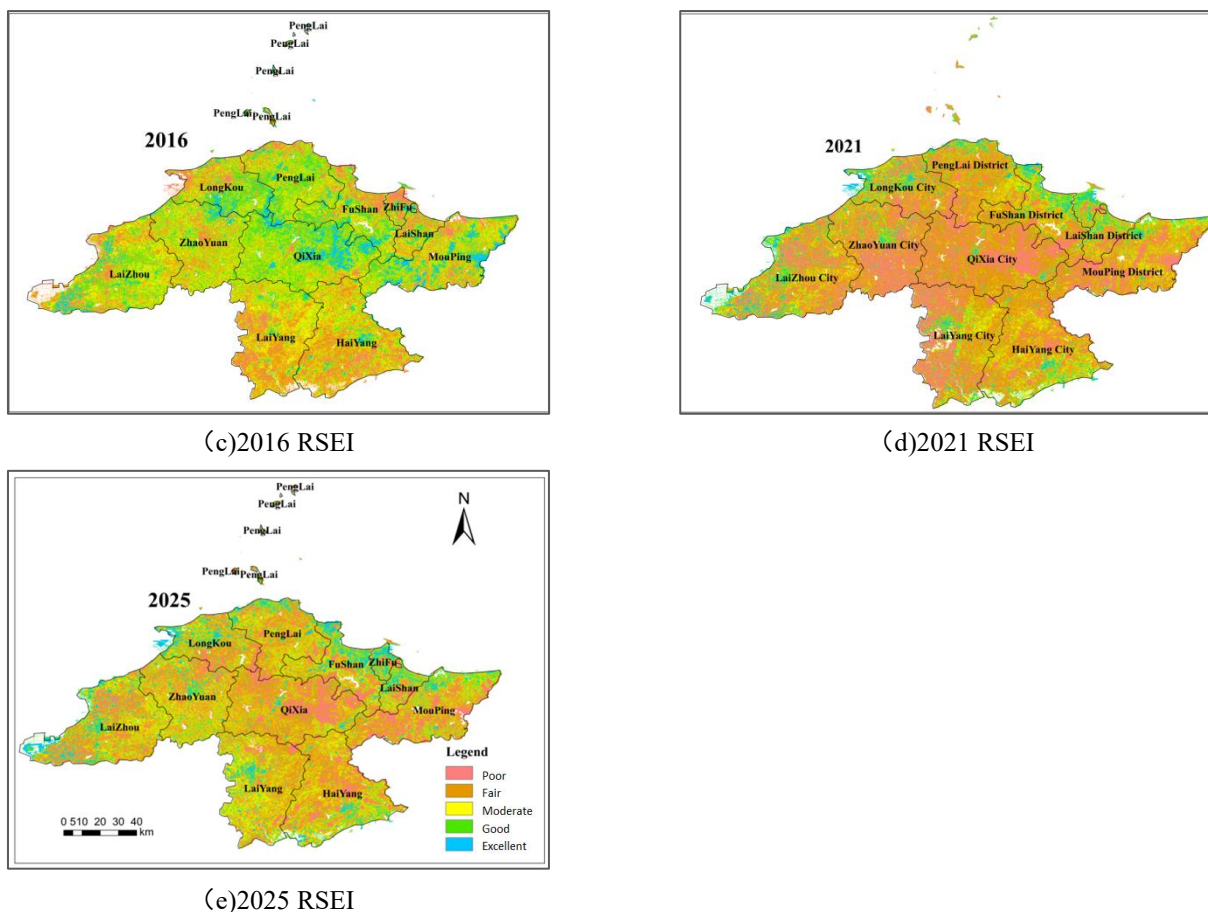 PengLai
PengLai
PengLai
PengLai PengLai
2016
PengLai
LongKou
FuShan ZhiFu
LaiShan
ZhaoYuan
QiXia
MouPing
LaiZhou
LaiYang
HaiYang
(c)2016 RSEI
2021
PengLai District
LongKou City
FuShan District
LaiShan District
ZhaoYuan City
QiXia City
MouPing District
LaiZhou City
LaiYang City
HaiYang City
(d)2021 RSEI
PengLai
PengLai
N
PengLai
PengLai PengLai
2025
PengLai
LongKou
FuShan ZhiFu
LaiShan
ZhaoYuan
QiXia
MouPing
LaiZhou
Legend
Poor
Fair
LaiYang
HaiYang
Moderate
0 510 20 30 40
km
Good
Excellent
(e)2025 RSEI